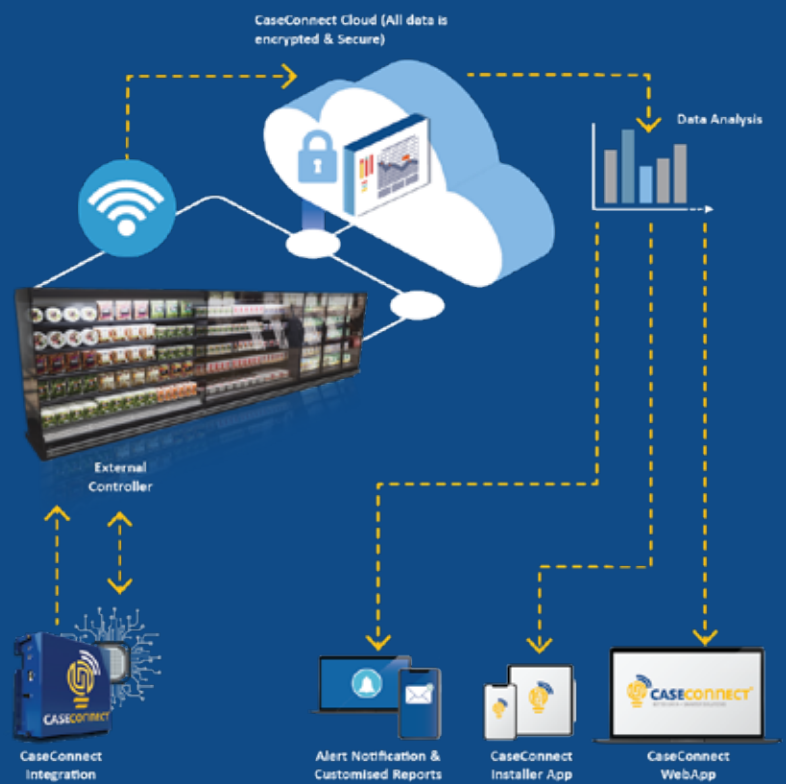 CaseConnect Cloud (All data is
encrypted & Secure)
Data Analysis
External
Controller
CASECONNECT
CASECONNECT
CaseConnect
Integration
Alert Notification &
Customised Reports
CaseConnect
Installer App
CaseConnect
WebApp